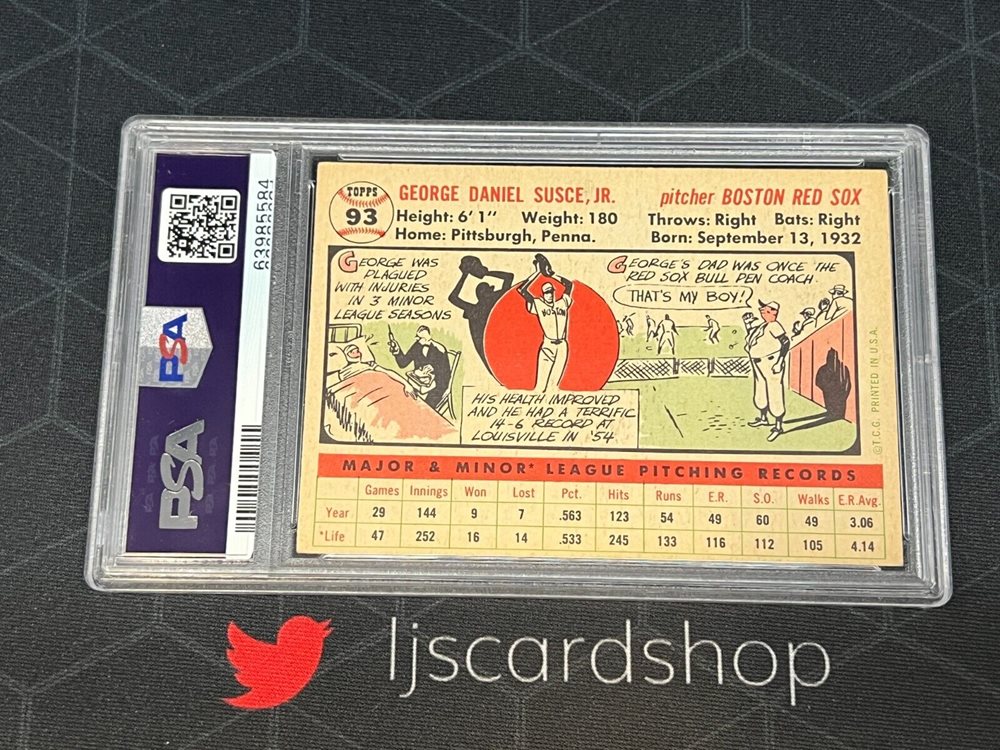 63985584
PSA
PSA
TOPPS
93
GEORGE DANIEL SUSCE, JR.
pitcher BOSTON RED SOX
Height: 6' 1" Weight: 180
Throws: Right Bats: Right
Home: Pittsburgh, Penna.
Born: September 13, 1932
GEORGE WAS
PLAGUED
WITH INJURIES
IN 3 MINOR
LEAGUE SEASONS
HIS HEALTH IMPROVED
AND HE HAD A TERRIFIC
14-6 RECORD AT
LOUISVILLE IN '54
GEORGE'S DAD WAS ONCE THE
RED SOX BULL PEN COACH.
THAT'S MY BOY!
©T.C.G. PRINTED IN U.S.A.
MAJOR & MINOR* LEAGUE PITCHING RECORDS
Games Innings Won Lost Pct. Hits Runs E.R. S.O. Walks E.R.Avg.
Year 29 144 9 7 .563 123 54 49 60 49 3.06
*Life 47 252 16 14 .533 245 133 116 112 105 4.14
ljscardshop